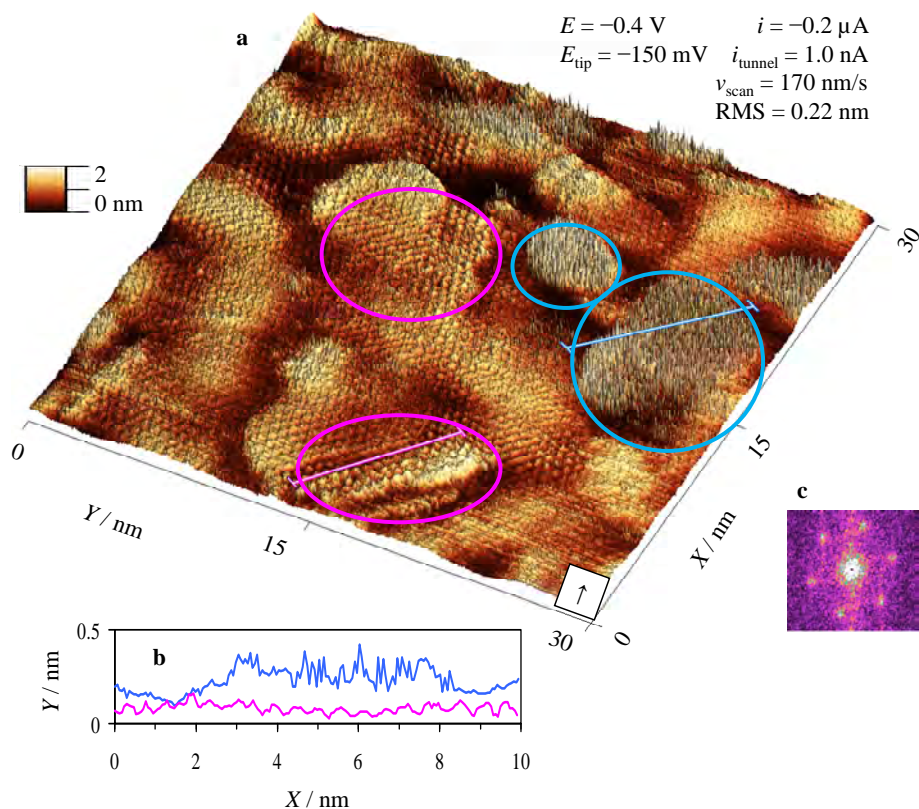 a
E = −0.4 V i = −0.2 µA
E_tip = −150 mV i_tunnel = 1.0 nA
v_scan = 170 nm/s
RMS = 0.22 nm
2
0 nm
30
15
0
X / nm
0
15
30
Y / nm
↑
c
b
0.5
0
Y / nm
0 2 4 6 8 10
X / nm